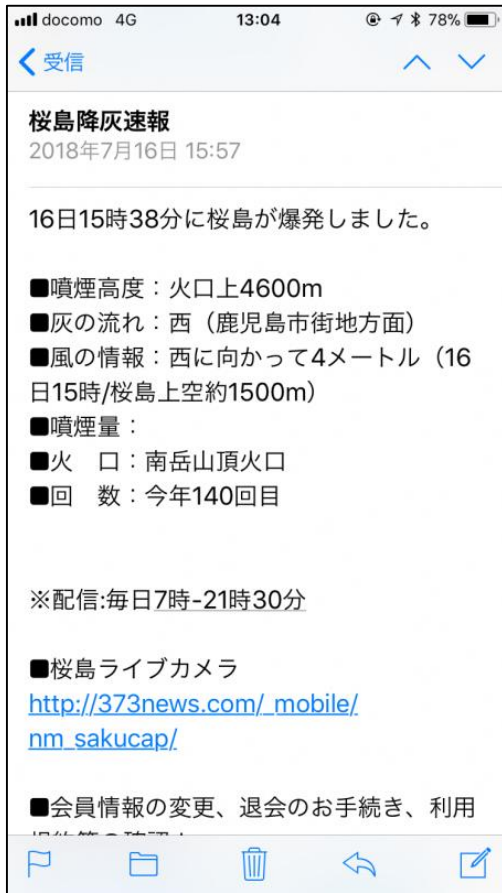 docomo 4G 13:04 78%
受信
桜島降灰速報
2018年7月16日 15:57
16日15時38分に桜島が爆発しました。
■噴煙高度：火口上4600m
■灰の流れ：西（鹿児島市街地方面）
■風の情報：西に向かって4メートル（16
日15時/桜島上空約1500m）
■噴煙量：
■火　口：南岳山頂火口
■回　数：今年140回目
※配信:毎日7時-21時30分
■桜島ライブカメラ
http://373news.com/_mobile/
nm_sakucap/
■会員情報の変更、退会のお手続き、利用